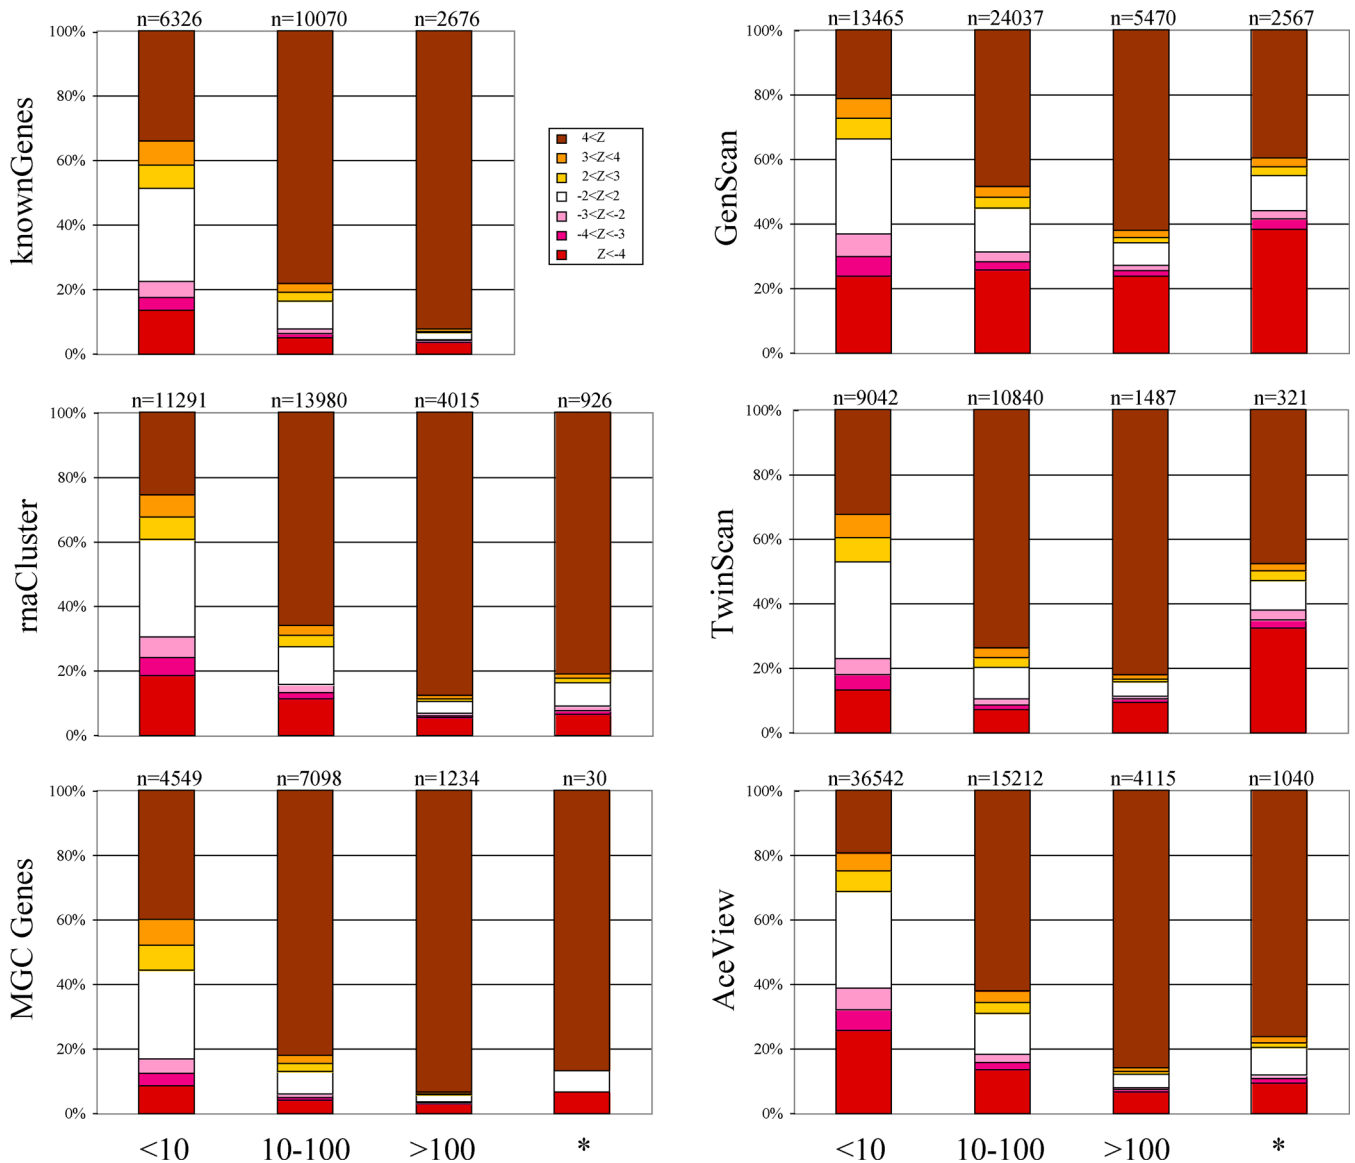 n=6326 n=10070 n=2676
100%
80%
60%
40%
20%
0%
knownGenes
4<Z
3<Z<4
2<Z<3
-2<Z<2
-3<Z<-2
-4<Z<-3
Z<-4
n=13465 n=24037 n=5470 n=2567
100%
80%
60%
40%
20%
0%
GenScan
n=11291 n=13980 n=4015 n=926
100%
80%
60%
40%
20%
0%
rnaCluster
n=9042 n=10840 n=1487 n=321
100%
80%
60%
40%
20%
0%
TwinScan
n=4549 n=7098 n=1234 n=30
100%
80%
60%
40%
20%
0%
MGC Genes
<10 10-100 >100 *
n=36542 n=15212 n=4115 n=1040
100%
80%
60%
40%
20%
0%
AceView
<10 10-100 >100 *